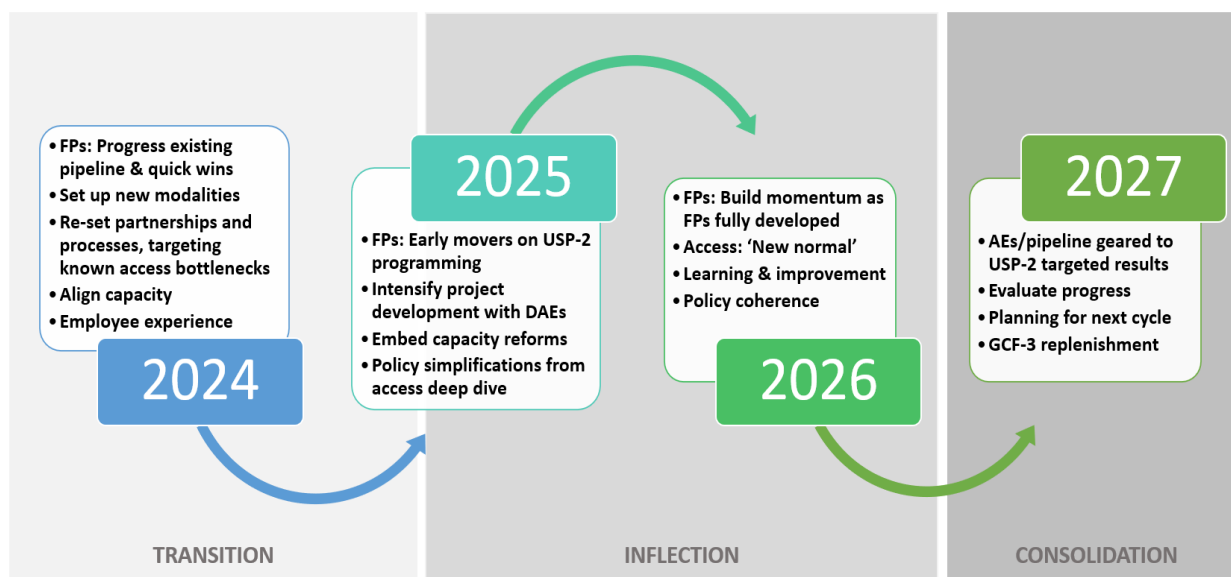 • FPs: Progress existing
pipeline & quick wins
• Set up new modalities
• Re-set partnerships and
processes, targeting
known access bottlenecks
• Align capacity
• Employee experience
2024
2025
• FPs: Early movers on USP-2
programming
• Intensify project
development with DAEs
• Embed capacity reforms
• Policy simplifications from
access deep dive
• FPs: Build momentum as
FPs fully developed
• Access: ‘New normal’
• Learning & improvement
• Policy coherence
2026
2027
• AEs/pipeline geared to
USP-2 targeted results
• Evaluate progress
• Planning for next cycle
• GCF-3 replenishment
TRANSITION
INFLECTION
CONSOLIDATION